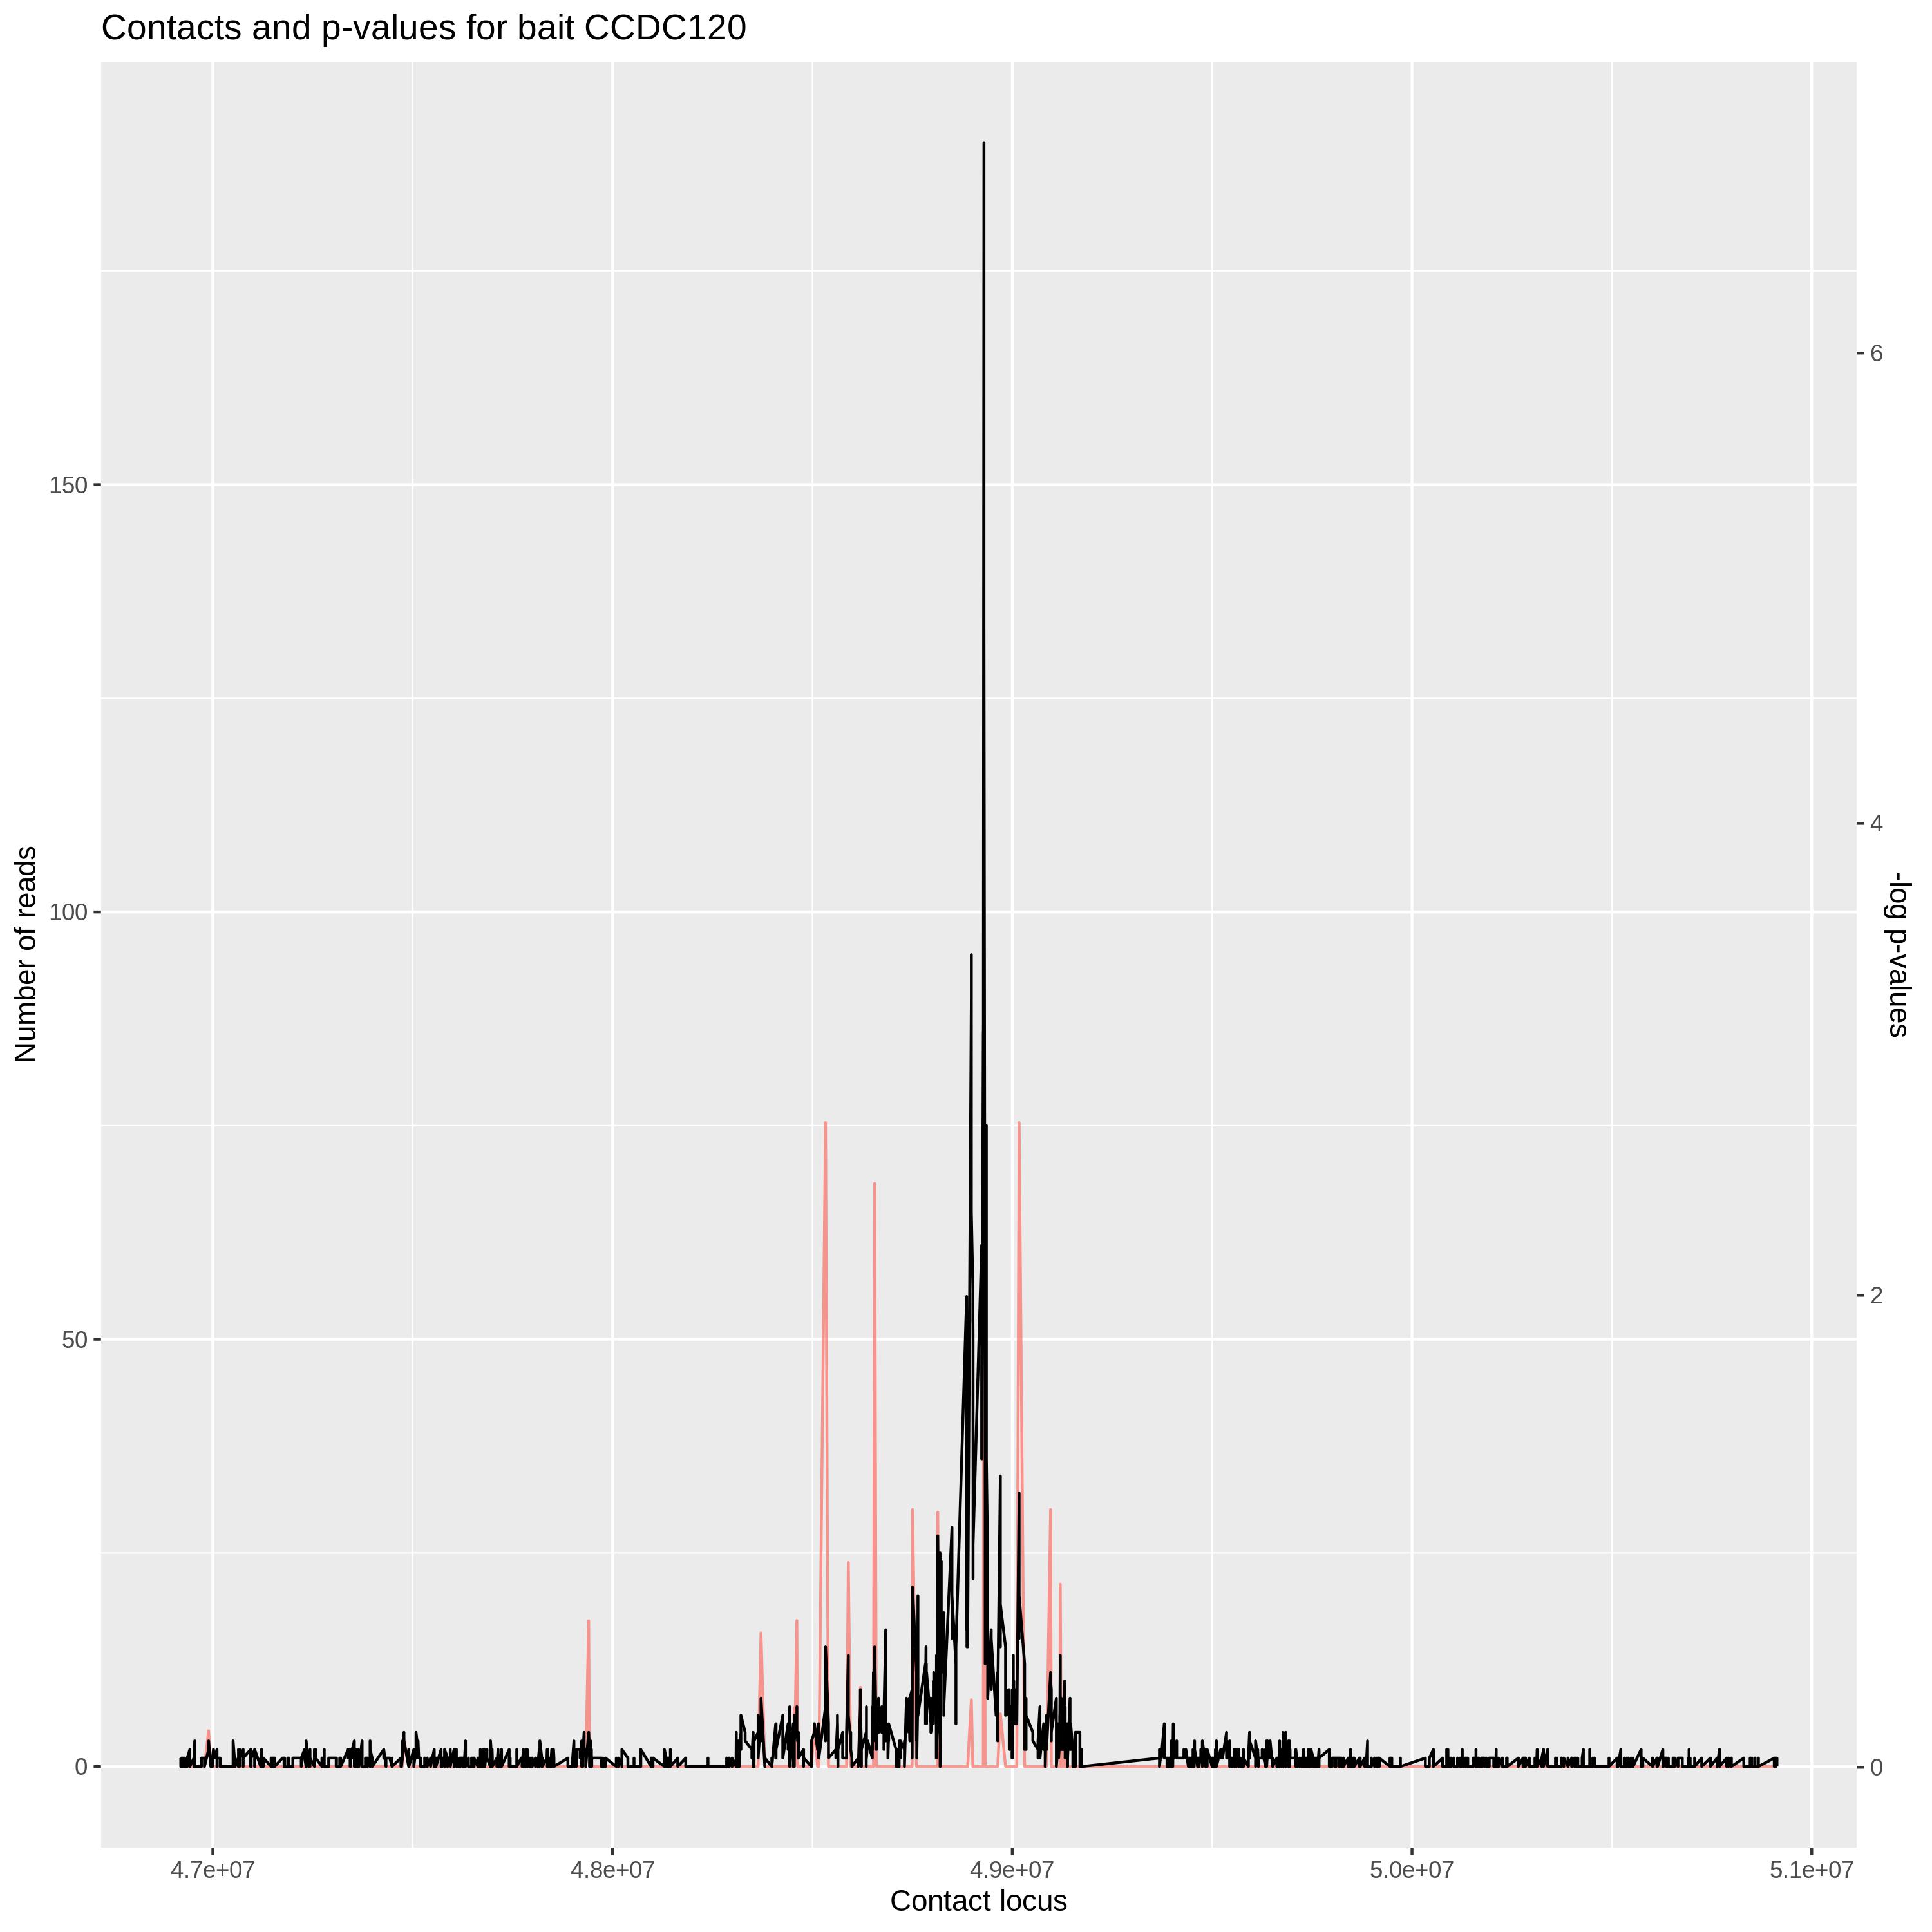 Contacts and p-values for bait CCDC120
Number of reads
150
100
50
0
6
4
2
0
-log p-values
4.7e+07 4.8e+07 4.9e+07 5.0e+07 5.1e+07
Contact locus